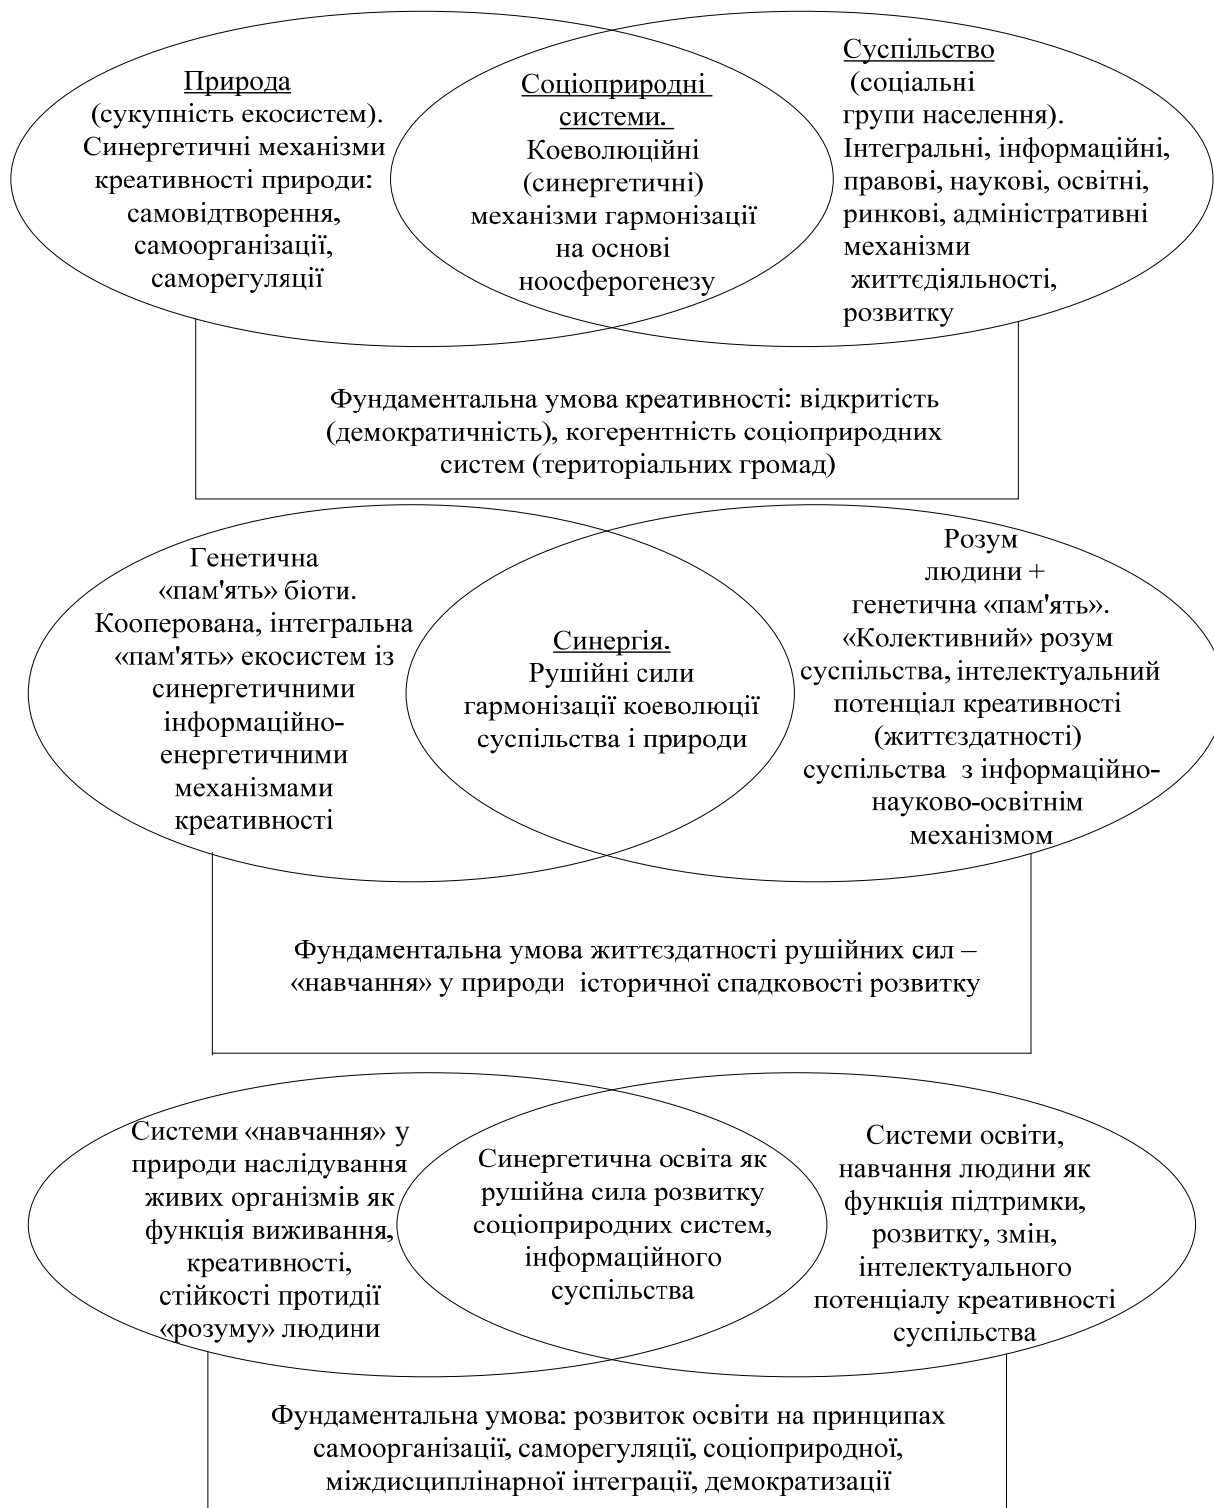 Природа
(сукупність екосистем).
Синергетичні механізми
креативності природи:
самовідтворення,
самоорганізації,
саморегуляції
Соціоприродні
системи.
Коеволюційні
(синергетичні)
механізми гармонізації
на основі
ноосферогенезу
Суспільство
(соціальні
групи населення).
Інтегральні, інформаційні,
правові, наукові, освітні,
ринкові, адміністративні
механізми
життєдіяльності,
розвитку
Фундаментальна умова креативності: відкритість
(демократичність), когерентність соціоприродних
систем (територіальних громад)
Генетична
«пам'ять» біоти.
Кооперована, інтегральна
«пам'ять» екосистем із
синергетичними
інформаційно-
енергетичними
механізмами
креативності
Синергія.
Рушійні сили
гармонізації коеволюції
суспільства і природи
Розум
людини +
генетична «пам'ять».
«Колективний» розум
суспільства, інтелектуальний
потенціал креативності
(життєздатності)
суспільства з інформаційно-
науково-освітнім
механізмом
Фундаментальна умова життєздатності рушійних сил –
«навчання» у природи історичної спадковості розвитку
Системи «навчання» у
природи наслідування
живих організмів як
функція виживання,
креативності,
стійкості протидії
«розуму» людини
Синергетична освіта як
рушійна сила розвитку
соціоприродних систем,
інформаційного
суспільства
Системи освіти,
навчання людини як
функція підтримки,
розвитку, змін,
інтелектуального
потенціалу креативності
суспільства
Фундаментальна умова: розвиток освіти на принципах
самоорганізації, саморегуляції, соціоприродної,
міждисциплінарної інтеграції, демократизації